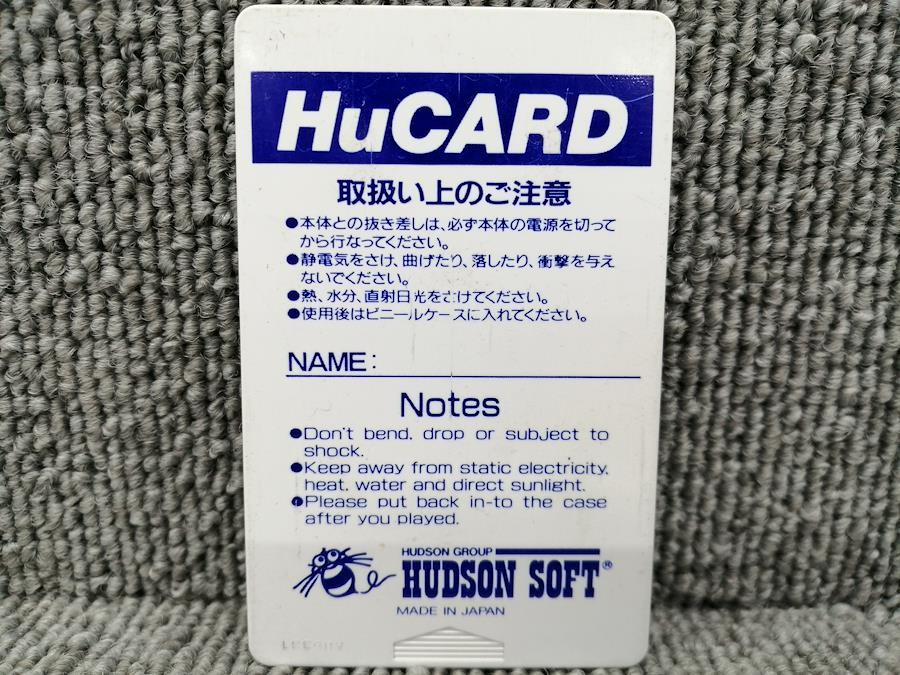 HuCARD
取扱い上のご注意
●本体との抜き差しは、必ず本体の電源を切って
から行なってください。
●静電気をさけ、曲げたり、落したり、衝撃を与え
ないでください。
●熱、水分、直射日光をさけてください。
●使用後はビニールケースに入れてください。
NAME:
Notes
●Don't bend, drop or subject to
shock.
●Keep away from static electricity,
heat, water and direct sunlight.
●Please put back in-to the case
after you played.
HUDSON GROUP
HUDSON SOFT®
MADE IN JAPAN